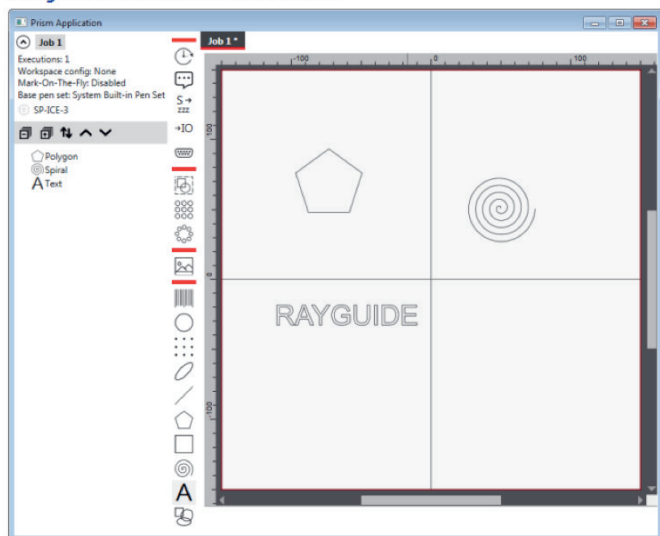 Prism Application
Job 1
Executions: 1
Workspace config: None
Mark-On-The-Fly: Disabled
Base pen set: System Built-in Pen Set
SP-ICE-3
Polygon
Spiral
A Text
S→
zzz
→IO
A
Job 1 *
-100
0
100
100
0
-100
RAYGUIDE